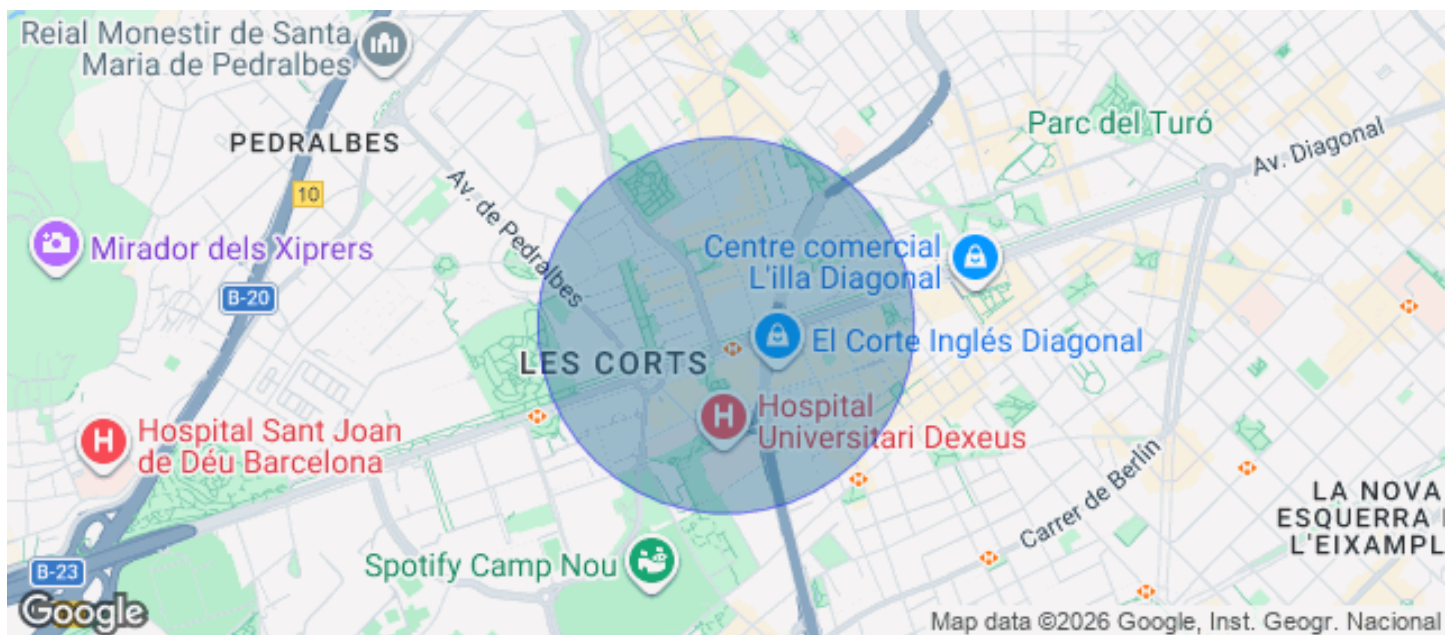 Reial Monestir de Santa
Maria de Pedralbes
PEDRALBES
Parc del Turó
Av. Diagonal
10
Av. de Pedralbes
Mirador dels Xiprers
Centre comercial
L'illa Diagonal
B-20
El Corte Inglés Diagonal
LES CORTS
Hospital
Universitari Dexeus
Hospital Sant Joan
de Déu Barcelona
Carrer de Berlín
LA NOVA
ESQUERRA
L'EIXAMPL
Spotify Camp Nou
B-23
Google
Map data ©2026 Google, Inst. Geogr. Nacional